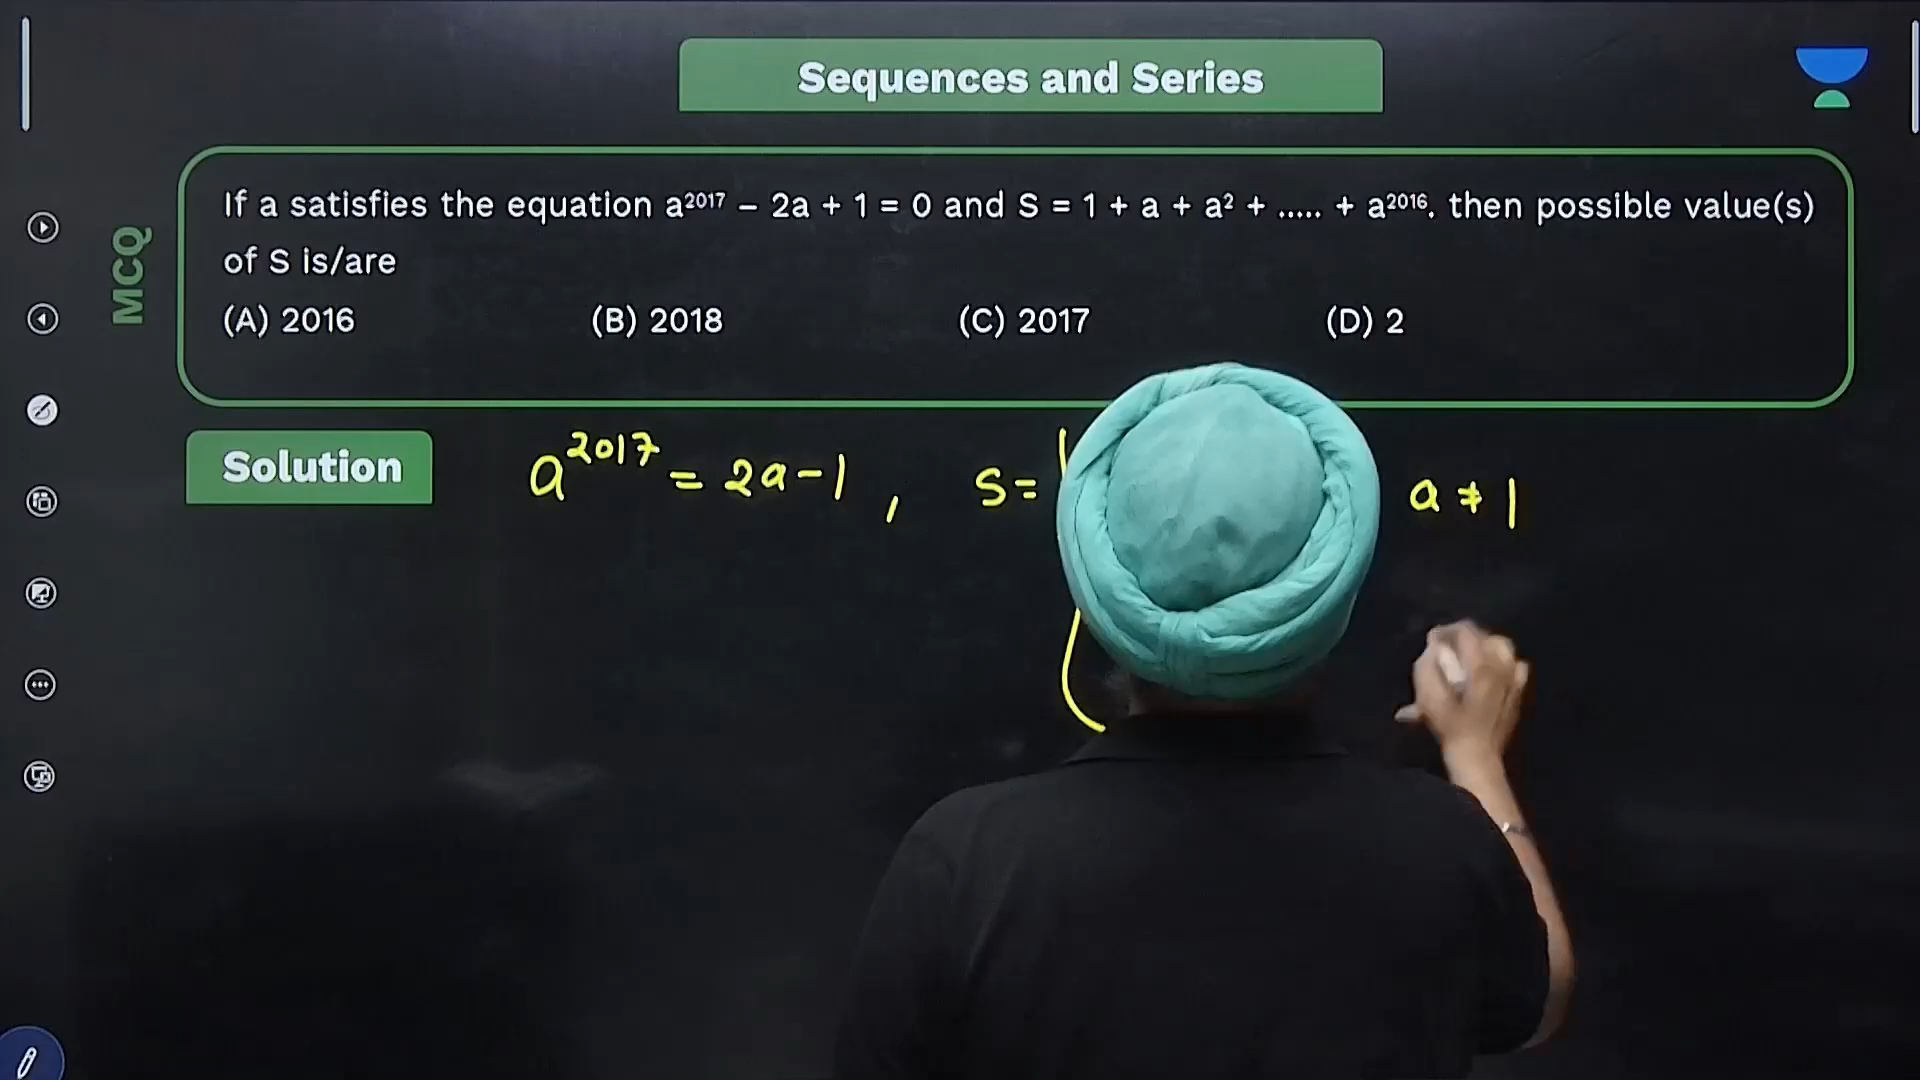 Sequences and Series
MCQ
If a satisfies the equation a²⁰¹⁷ – 2a + 1 = 0 and S = 1 + a + a² + ..... + a²⁰¹⁶. then possible value(s)
of S is/are
(A) 2016 (B) 2018 (C) 2017 (D) 2
Solution
a²⁰¹⁷ = 2a - 1 , S = a ≠ 1